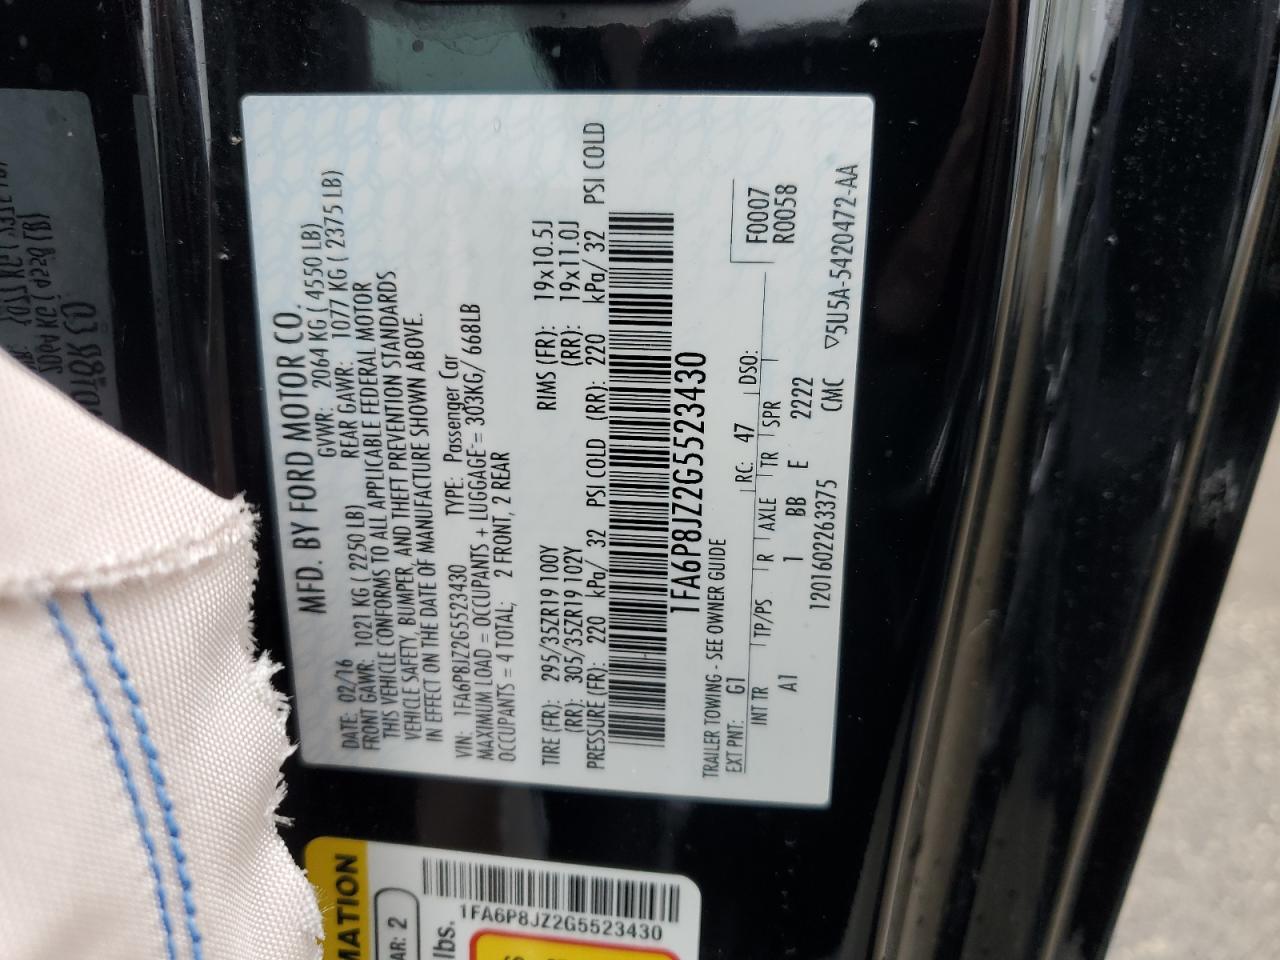 MFD. BY FORD MOTOR CO.
DATE: 02/16 GVWR: 2064 KG ( 4550 LB)
FRONT GAWR: 1021 KG ( 2250 LB) REAR GAWR: 1077 KG ( 2375 LB)
THIS VEHICLE CONFORMS TO ALL APPLICABLE FEDERAL MOTOR
VEHICLE SAFETY, BUMPER, AND THEFT PREVENTION STANDARDS
IN EFFECT ON THE DATE OF MANUFACTURE SHOWN ABOVE.
VIN: 1FA6P8JZ2G5523430 TYPE: Passenger Car
MAXIMUM LOAD = OCCUPANTS + LUGGAGE = 303KG/ 668LB
OCCUPANTS = 4 TOTAL; 2 FRONT, 2 REAR
TIRE (FR): 295/35ZR19 100Y RIMS (FR): 19x10.5J
(RR): 305/35ZR19 102Y (RR): 19x11.0J
PRESSURE (FR): 220 kPa/ 32 PSI COLD (RR): 220 kPa/ 32 PSI COLD
1FA6P8JZ2G5523430
TRAILER TOWING - SEE OWNER GUIDE
F0007
R0058
EXT PNT: G1 RC: 47 DSO:
INT TR TP/PS R AXLE TR SPR
A1 1 BB E 2222
1201602263375 CMC ▽5U5A-5420472-AA
MATION
AR: 2
lbs.
1FA6P8JZ2G5523430